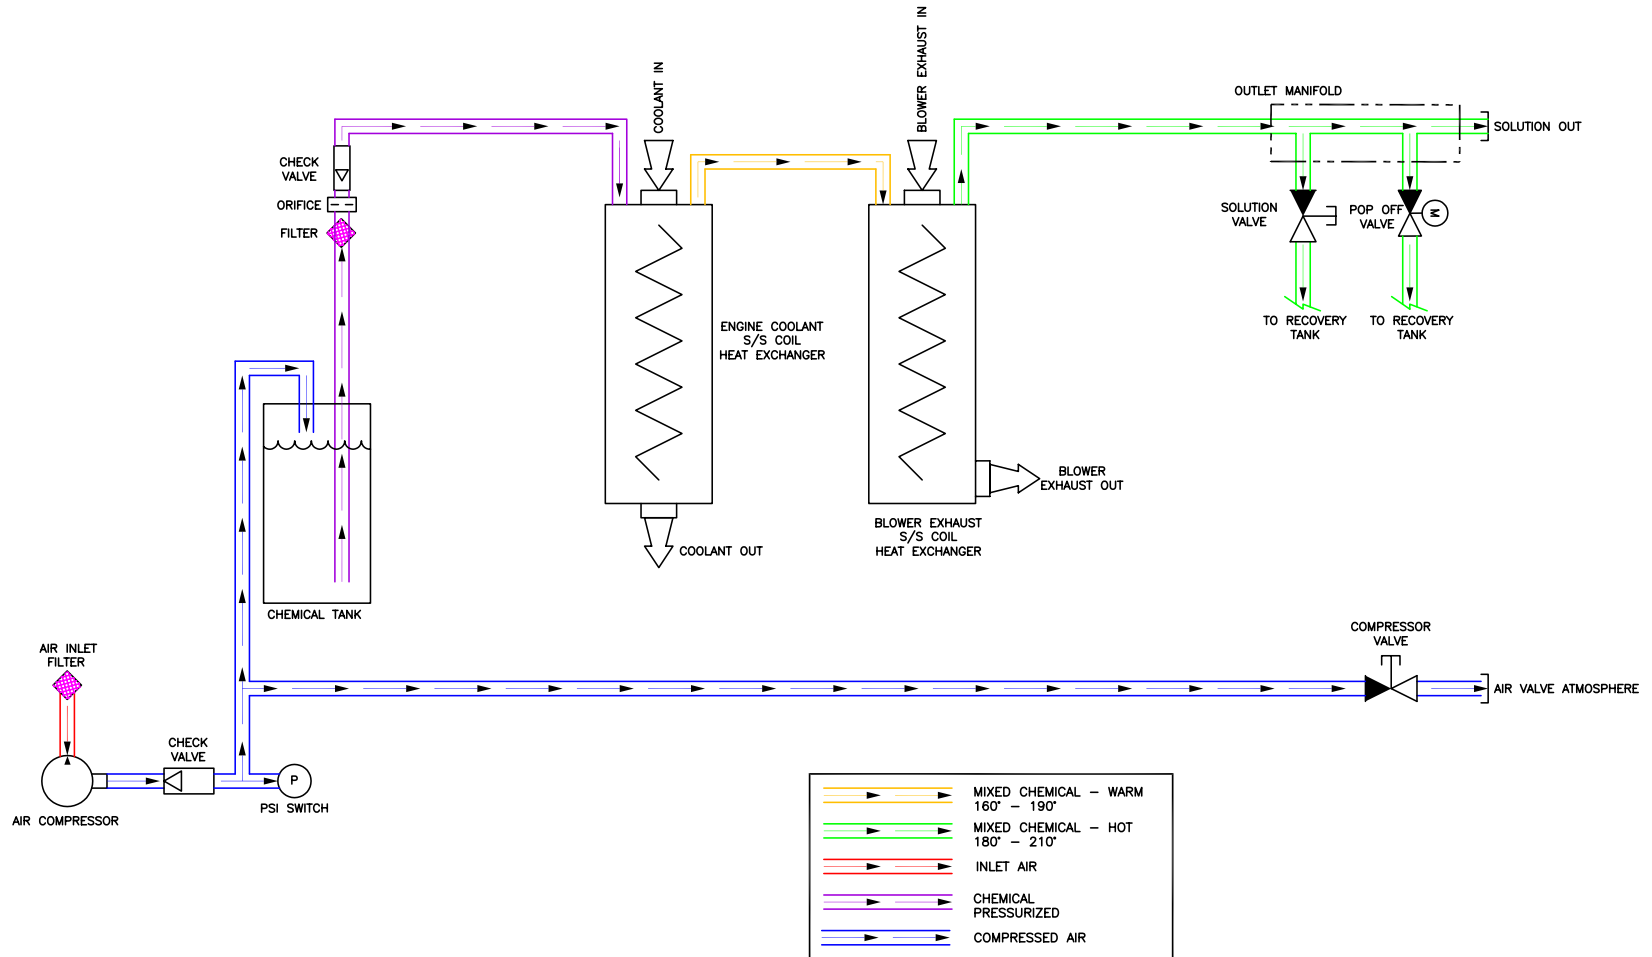 COOLANT IN
BLOWER EXHAUST IN
OUTLET MANIFOLD
SOLUTION OUT
CHECK
VALVE
ORIFICE
FILTER
SOLUTION
VALVE
POP OFF
VALVE
M
TO RECOVERY
TANK
TO RECOVERY
TANK
ENGINE COOLANT
S/S COIL
HEAT EXCHANGER
BLOWER
EXHAUST OUT
BLOWER EXHAUST
S/S COIL
HEAT EXCHANGER
COOLANT OUT
CHEMICAL TANK
AIR INLET
FILTER
COMPRESSOR
VALVE
AIR VALVE ATMOSPHERE
CHECK
VALVE
P
PSI SWITCH
AIR COMPRESSOR
MIXED CHEMICAL – WARM
160° – 190°
MIXED CHEMICAL – HOT
180° – 210°
INLET AIR
CHEMICAL
PRESSURIZED
COMPRESSED AIR